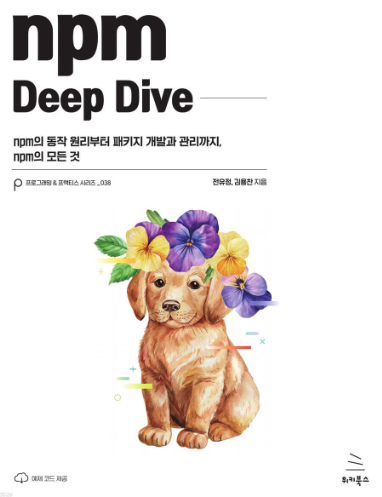 npm
Deep Dive
npm의 동작 원리부터 패키지 개발과 관리까지,
npm의 모든 것
프로그래밍 & 프랙티스 시리즈 _038
전유정, 김용찬 지음
예제 코드 제공
위키북스